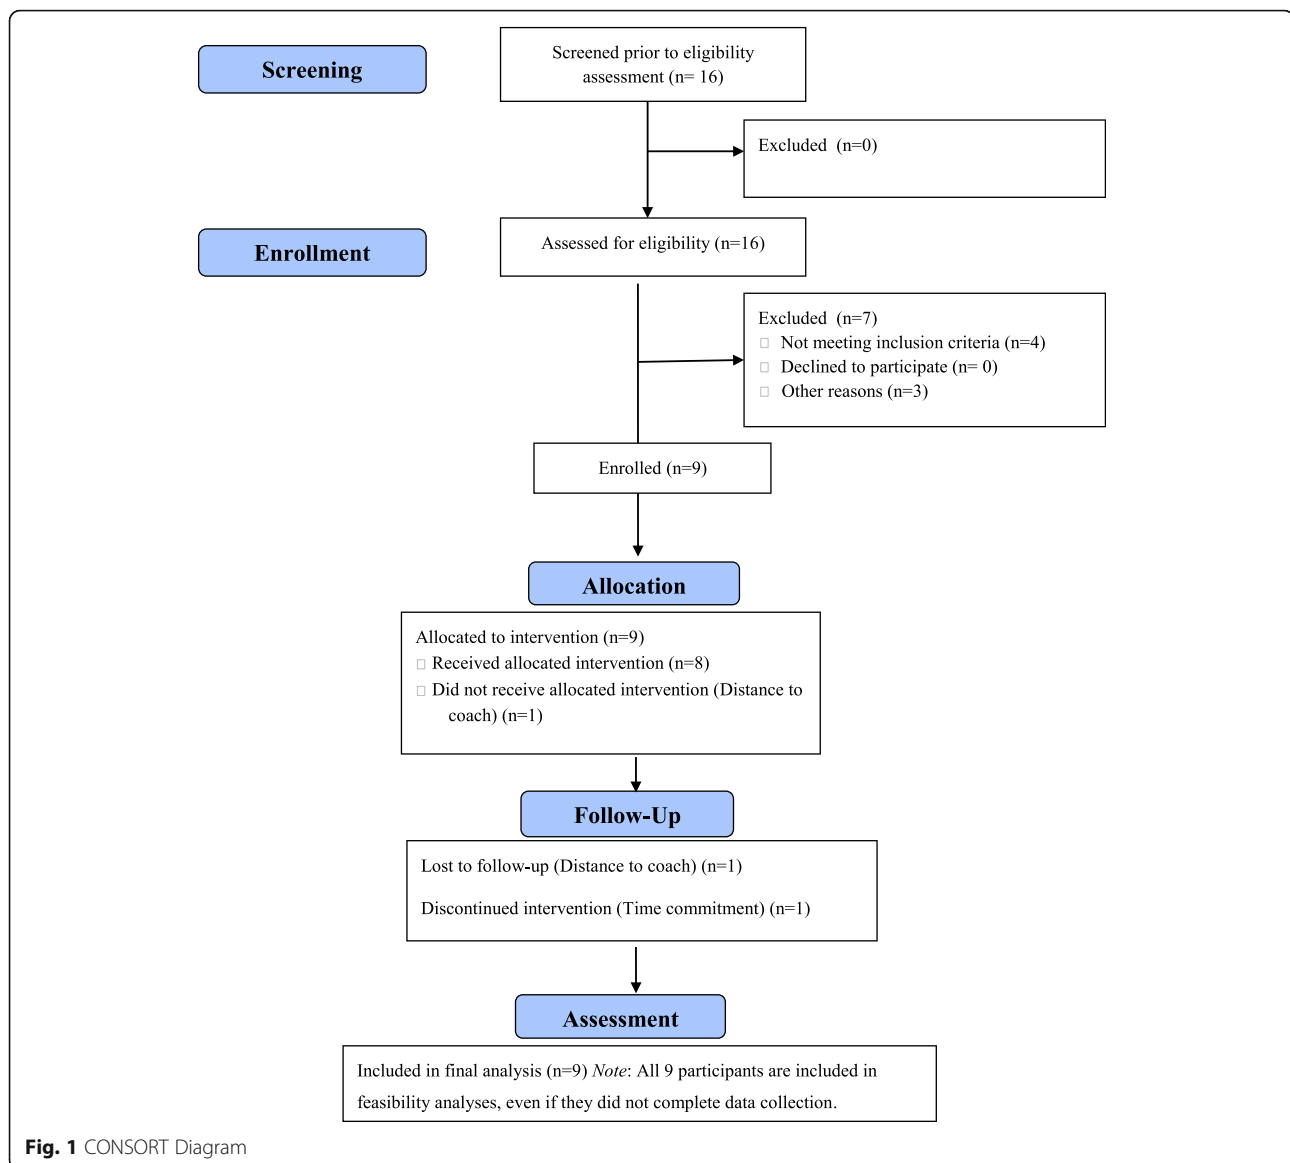 Screening
Screened prior to eligibility
assessment (n= 16)
Excluded (n=0)
Enrollment
Assessed for eligibility (n=16)
Excluded (n=7)
□ Not meeting inclusion criteria (n=4)
□ Declined to participate (n= 0)
□ Other reasons (n=3)
Enrolled (n=9)
Allocation
Allocated to intervention (n=9)
□ Received allocated intervention (n=8)
□ Did not receive allocated intervention (Distance to
coach) (n=1)
Follow-Up
Lost to follow-up (Distance to coach) (n=1)
Discontinued intervention (Time commitment) (n=1)
Assessment
Included in final analysis (n=9) Note: All 9 participants are included in
feasibility analyses, even if they did not complete data collection.
Fig. 1 CONSORT Diagram